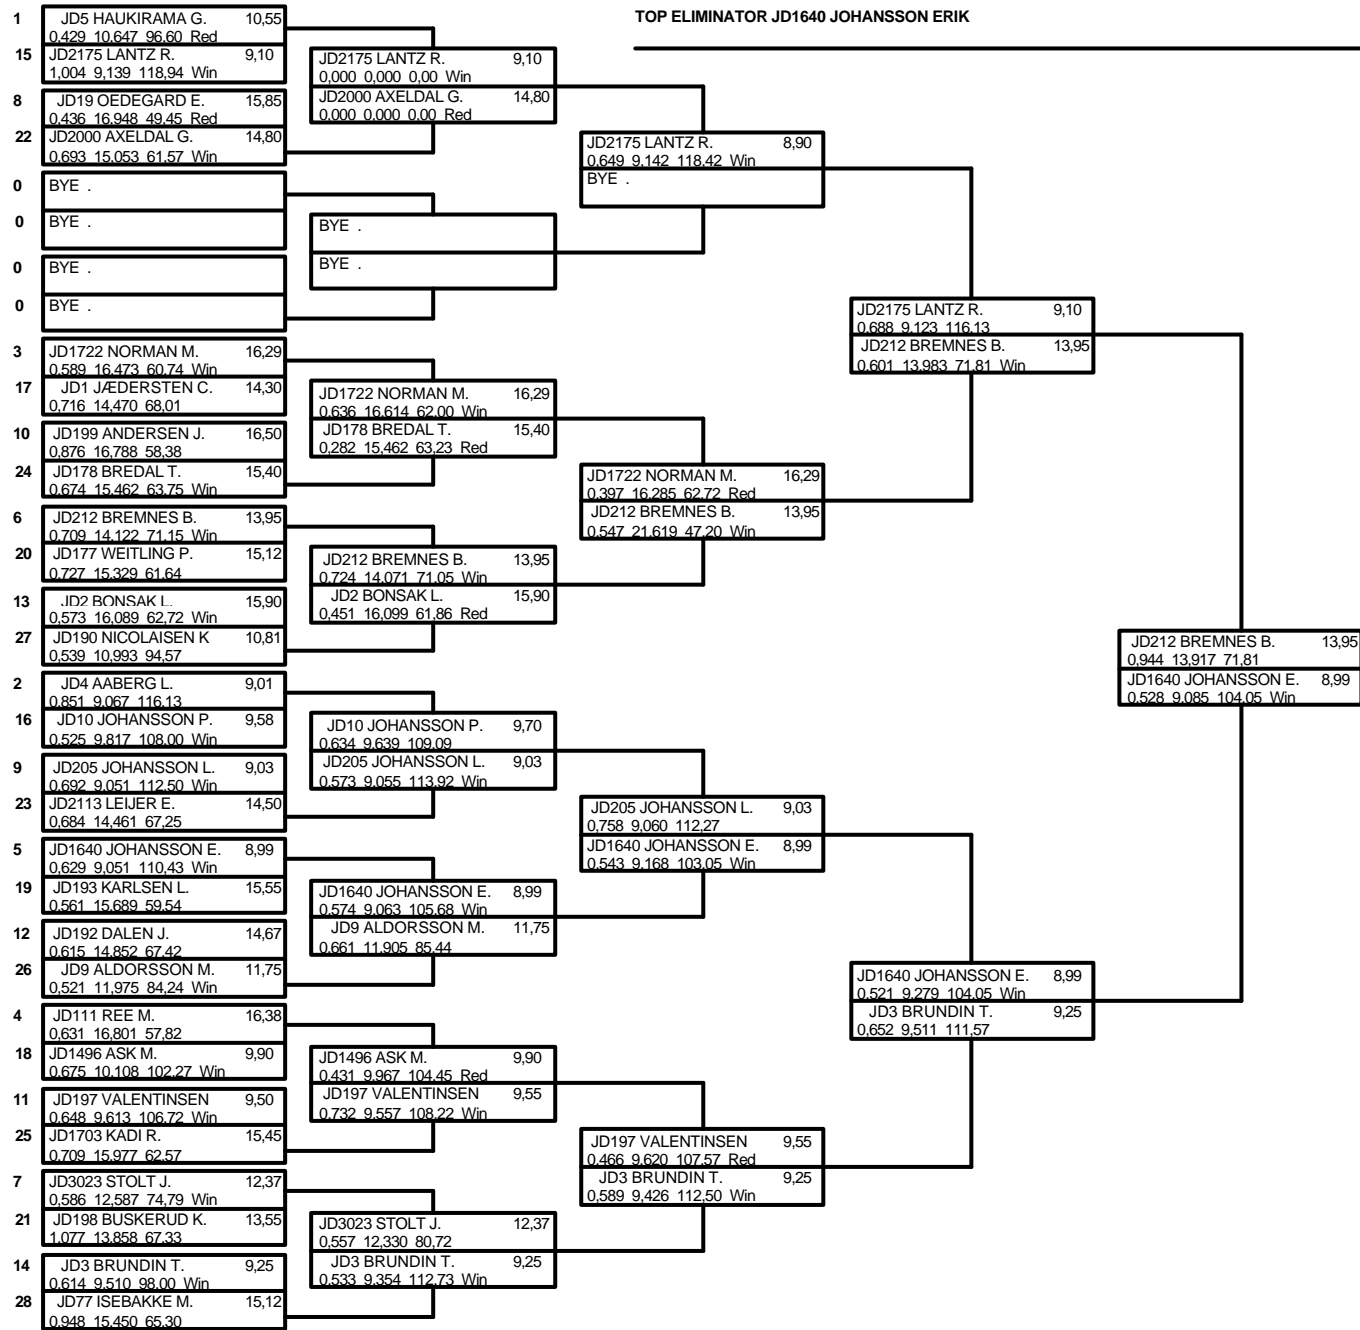 TOP ELIMINATOR JD1640 JOHANSSON ERIK
1 JD5 HAUKIRAMA G. 10,55
0,429 10,647 96,60 Red
15 JD2175 LANTZ R. 9,10
1,004 9,139 118,94 Win
8 JD19 OEDEGARD E. 15,85
0,436 16,948 49,45 Red
22 JD2000 AXELDAL G. 14,80
0,693 15,053 61,57 Win
0 BYE .
0 BYE .
0 BYE .
0 BYE .
3 JD1722 NORMAN M. 16,29
0,589 16,473 60,74 Win
17 JD1 JÆDERSTEN C. 14,30
0,716 14,470 68,01
10 JD199 ANDERSEN J. 16,50
0,876 16,788 58,38
24 JD178 BREDAL T. 15,40
0,674 15,462 63,75 Win
6 JD212 BREMNES B. 13,95
0,709 14,122 71,15 Win
20 JD177 WEITLING P. 15,12
0,727 15,329 61,64
13 JD2 BONSAK L. 15,90
0,573 16,089 62,72 Win
27 JD190 NICOLAISEN K 10,81
0,539 10,993 94,57
2 JD4 AABERG L. 9,01
0,851 9,067 116,13
16 JD10 JOHANSSON P. 9,58
0,525 9,817 108,00 Win
9 JD205 JOHANSSON L. 9,03
0,692 9,051 112,50 Win
23 JD2113 LEIJER E. 14,50
0,684 14,461 67,25
5 JD1640 JOHANSSON E. 8,99
0,629 9,051 110,43 Win
19 JD193 KARLSEN L. 15,55
0,561 15,689 59,54
12 JD192 DALEN J. 14,67
0,615 14,852 67,42
26 JD9 ALDORSSON M. 11,75
0,521 11,975 84,24 Win
4 JD111 REE M. 16,38
0,631 16,801 57,82
18 JD1496 ASK M. 9,90
0,675 10,108 102,27 Win
11 JD197 VALENTINSEN 9,50
0,648 9,613 106,72 Win
25 JD1703 KADI R. 15,45
0,709 15,977 62,57
7 JD3023 STOLT J. 12,37
0,586 12,587 74,79 Win
21 JD198 BUSKERUD K. 13,55
1,077 13,858 67,33
14 JD3 BRUNDIN T. 9,25
0,614 9,510 98,00 Win
28 JD77 ISEBAKKE M. 15,12
0,948 15,450 65,30
JD2175 LANTZ R. 9,10
0,000 0,000 0,00 Win
JD2000 AXELDAL G. 14,80
0,000 0,000 0,00 Red
BYE .
BYE .
JD1722 NORMAN M. 16,29
0,636 16,614 62,00 Win
JD178 BREDAL T. 15,40
0,282 15,462 63,23 Red
JD212 BREMNES B. 13,95
0,724 14,071 71,05 Win
JD2 BONSAK L. 15,90
0,451 16,099 61,86 Red
JD10 JOHANSSON P. 9,70
0,634 9,639 109,09
JD205 JOHANSSON L. 9,03
0,573 9,055 113,92 Win
JD1640 JOHANSSON E. 8,99
0,574 9,063 105,68 Win
JD9 ALDORSSON M. 11,75
0,661 11,905 85,44
JD1496 ASK M. 9,90
0,431 9,967 104,45 Red
JD197 VALENTINSEN 9,55
0,732 9,557 108,22 Win
JD3023 STOLT J. 12,37
0,557 12,330 80,72
JD3 BRUNDIN T. 9,25
0,533 9,354 112,73 Win
JD2175 LANTZ R. 8,90
0,649 9,142 118,42 Win
BYE .
JD1722 NORMAN M. 16,29
0,397 16,285 62,72 Red
JD212 BREMNES B. 13,95
0,547 21,619 47,20 Win
JD205 JOHANSSON L. 9,03
0,758 9,060 112,27
JD1640 JOHANSSON E. 8,99
0,543 9,168 103,05 Win
JD197 VALENTINSEN 9,55
0,466 9,620 107,57 Red
JD3 BRUNDIN T. 9,25
0,589 9,426 112,50 Win
JD2175 LANTZ R. 9,10
0,688 9,123 116,13
JD212 BREMNES B. 13,95
0,601 13,983 71,81 Win
JD1640 JOHANSSON E. 8,99
0,521 9,279 104,05 Win
JD3 BRUNDIN T. 9,25
0,652 9,511 111,57
JD212 BREMNES B. 13,95
0,944 13,917 71,81
JD1640 JOHANSSON E. 8,99
0,528 9,085 104,05 Win